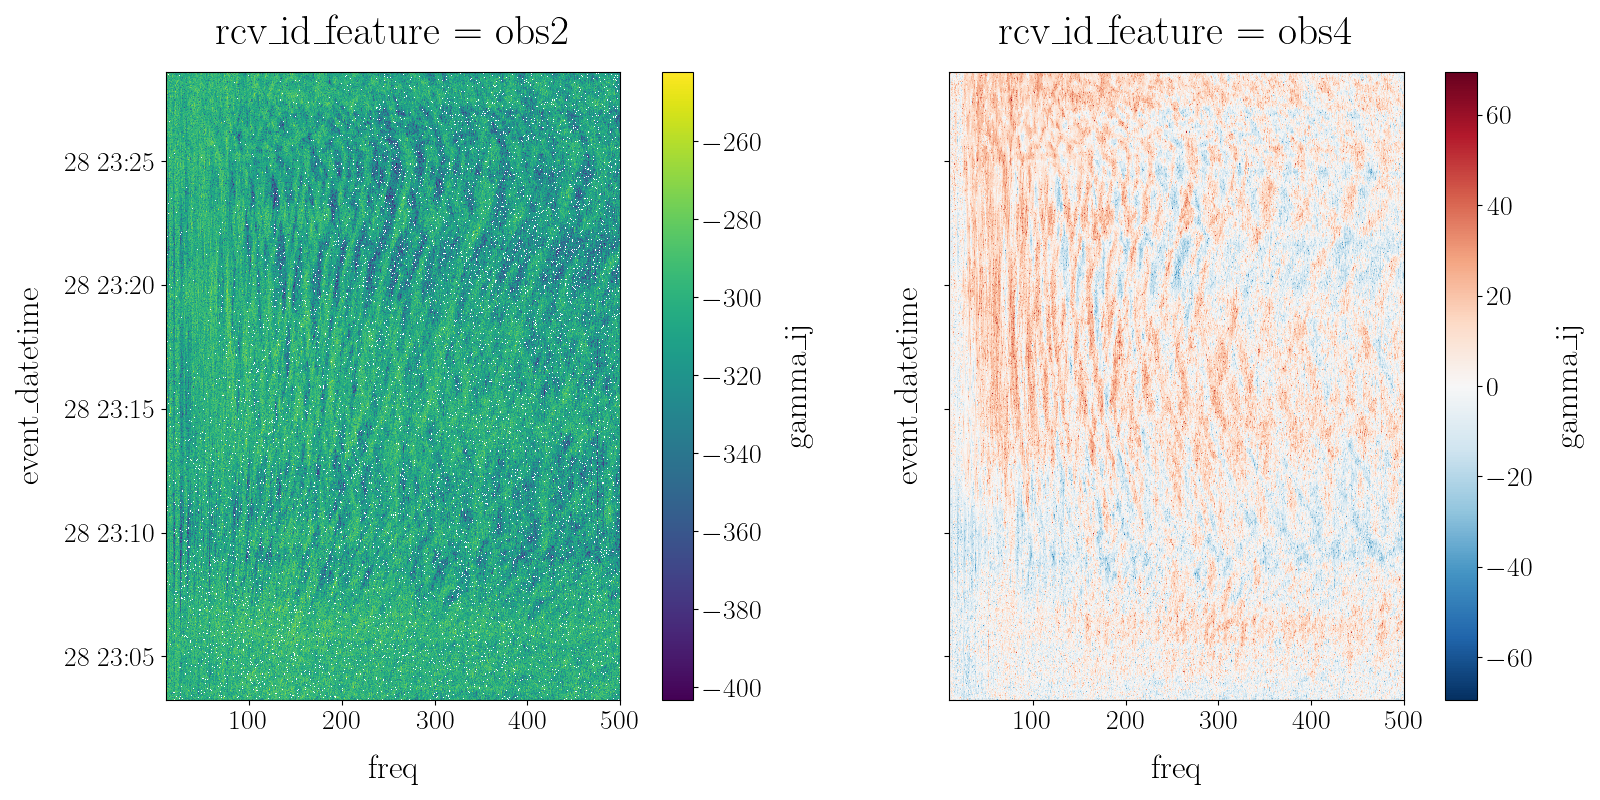 rcv_id_feature = obs2
event_datetime
28 23:25
28 23:20
28 23:15
28 23:10
28 23:05
100 200 300 400 500
freq
−260
−280
−300
−320
−340
−360
−380
−400
gamma_ij
rcv_id_feature = obs4
event_datetime
100 200 300 400 500
freq
60
40
20
0
−20
−40
−60
gamma_ij